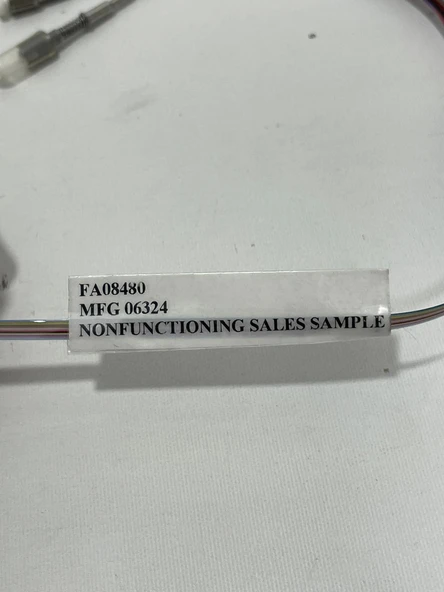 FA08480
MFG 06324
NONFUNCTIONING SALES SAMPLE